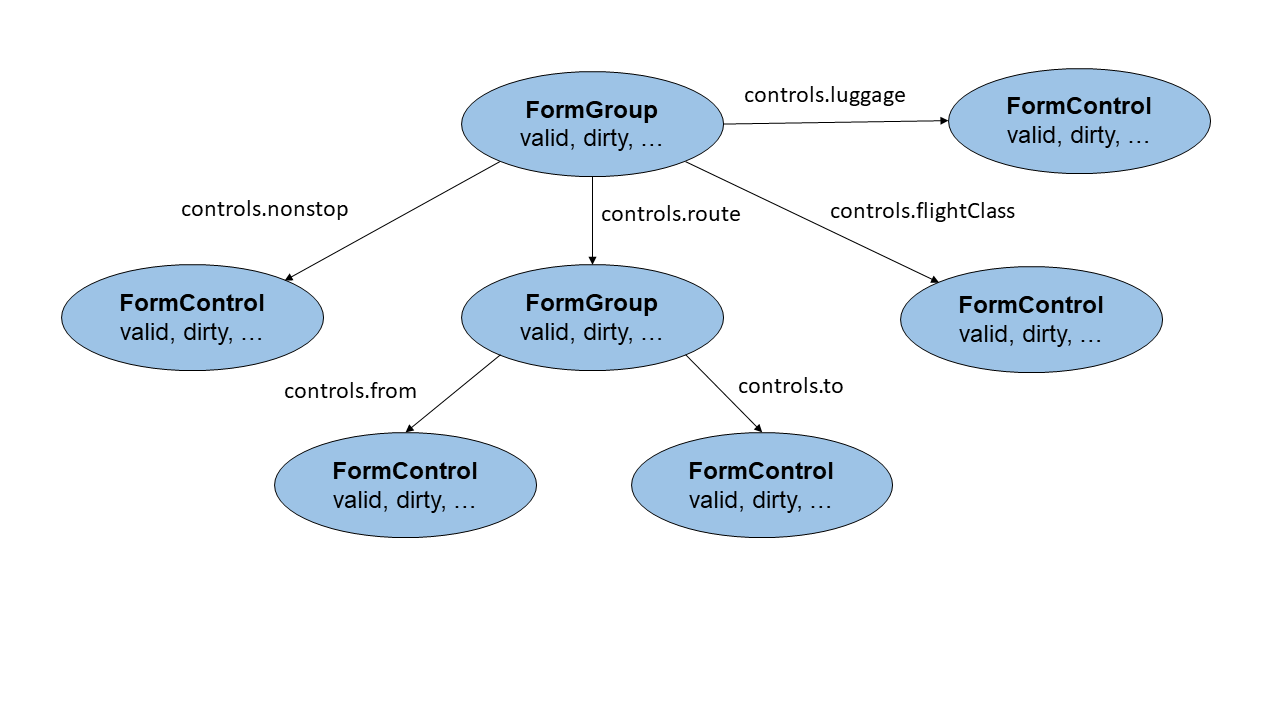 FormGroup
valid, dirty, …
controls.luggage
FormControl
valid, dirty, …
controls.nonstop
controls.route
controls.flightClass
FormControl
valid, dirty, …
FormGroup
valid, dirty, …
FormControl
valid, dirty, …
controls.from
controls.to
FormControl
valid, dirty, …
FormControl
valid, dirty, …